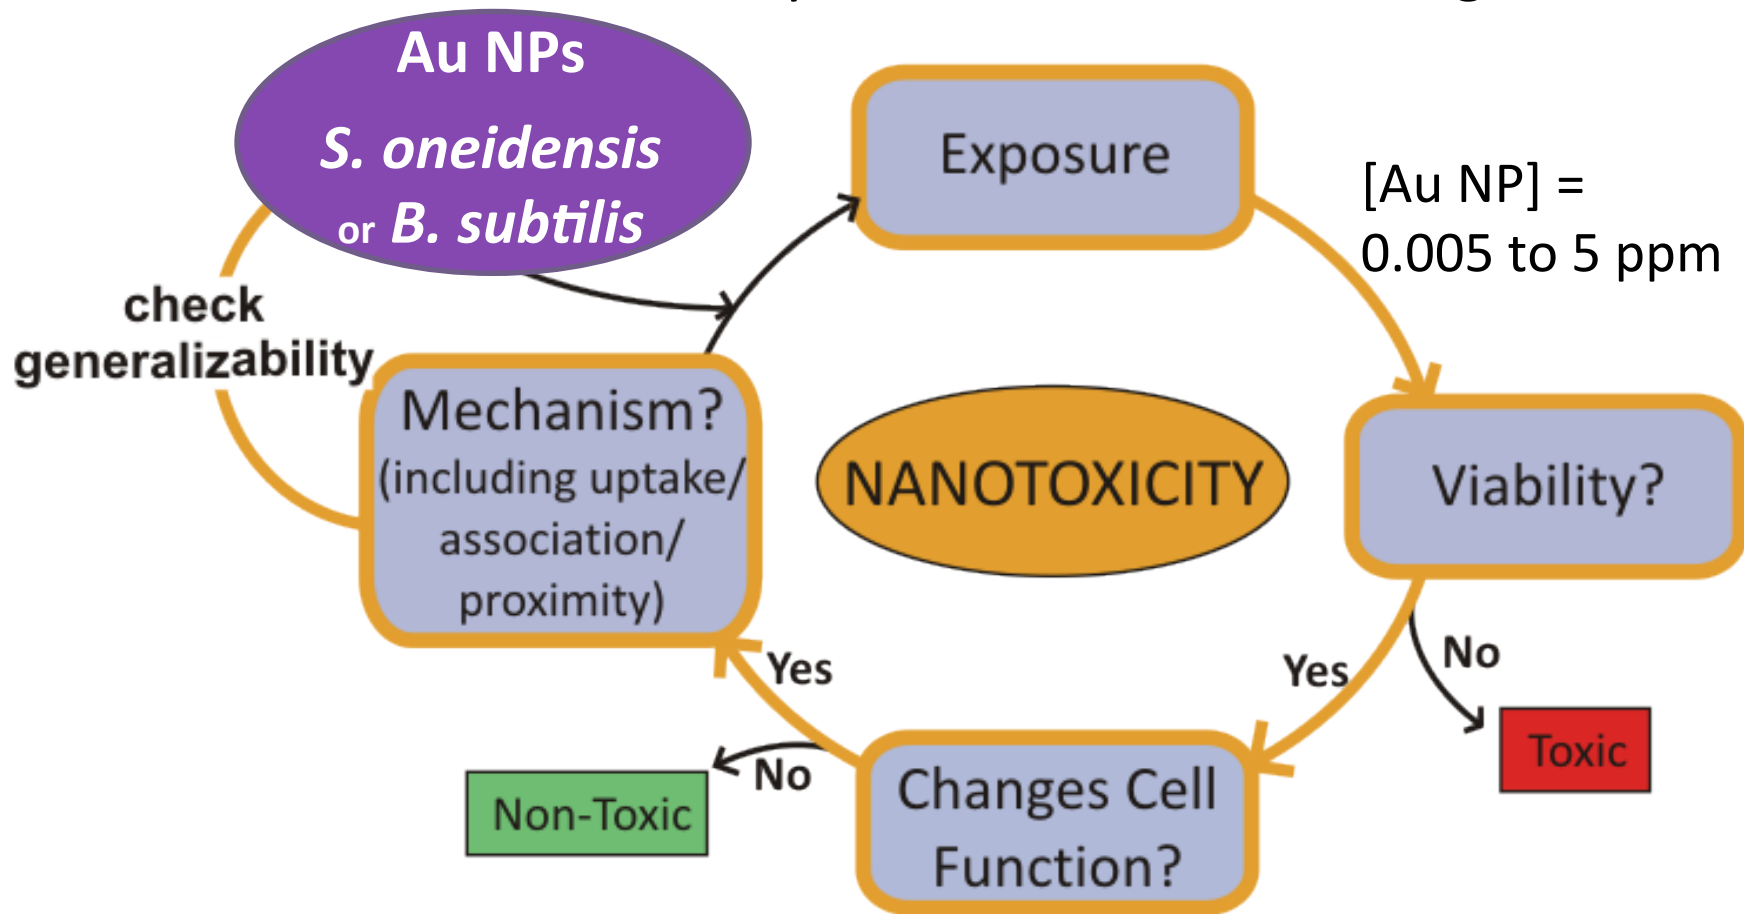 Au NPs
S. oneidensis
or B. subtilis
Exposure
[Au NP] =
0.005 to 5 ppm
check
generalizability
Mechanism?
(including uptake/
association/
proximity)
NANOTOXICITY
Viability?
Yes
No
Toxic
Yes
No
Non-Toxic
Changes Cell
Function?